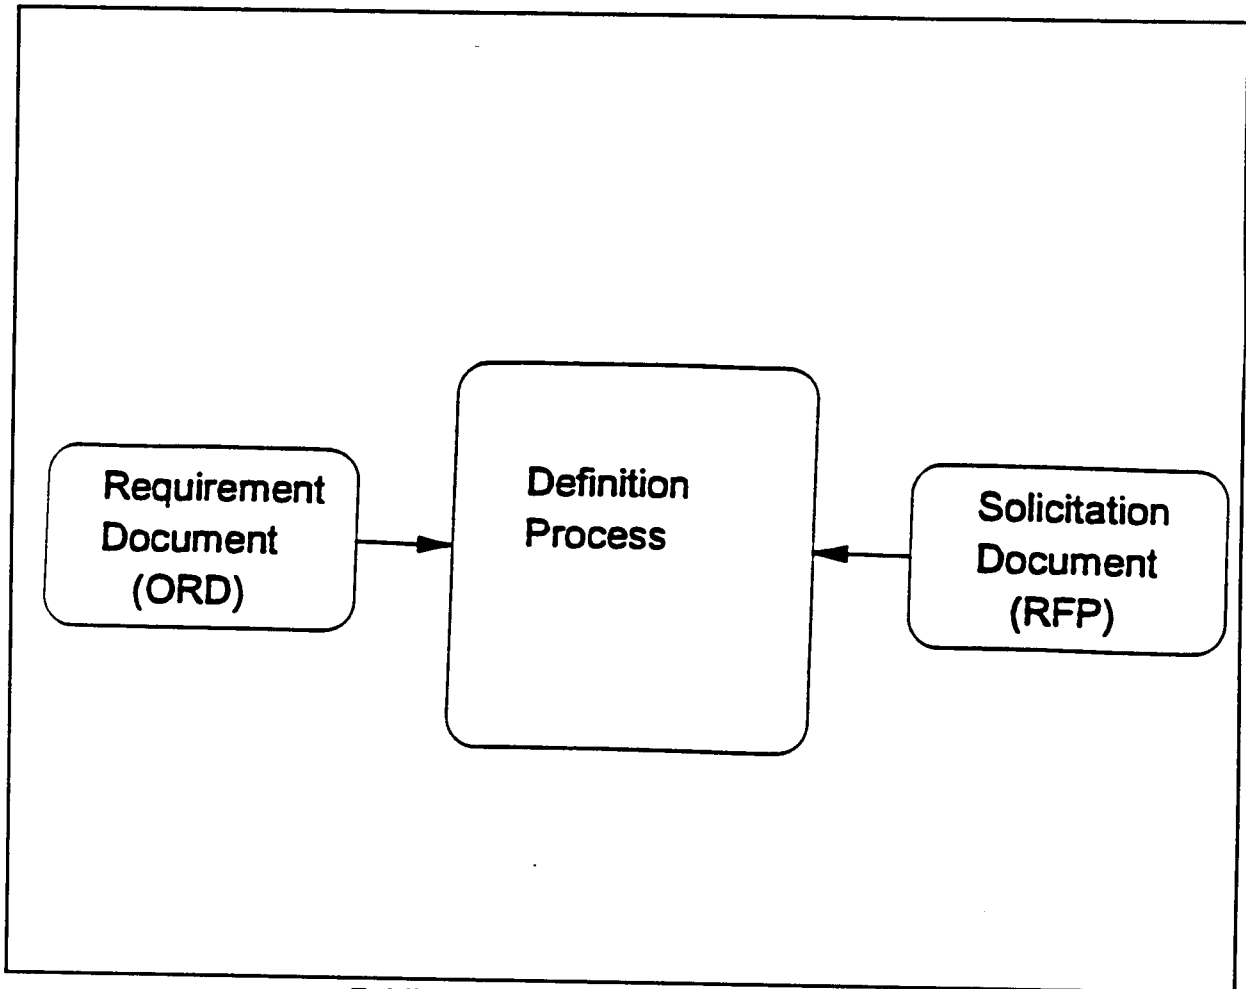 Requirement
Document
(ORD)
Definition
Process
Solicitation
Document
(RFP)